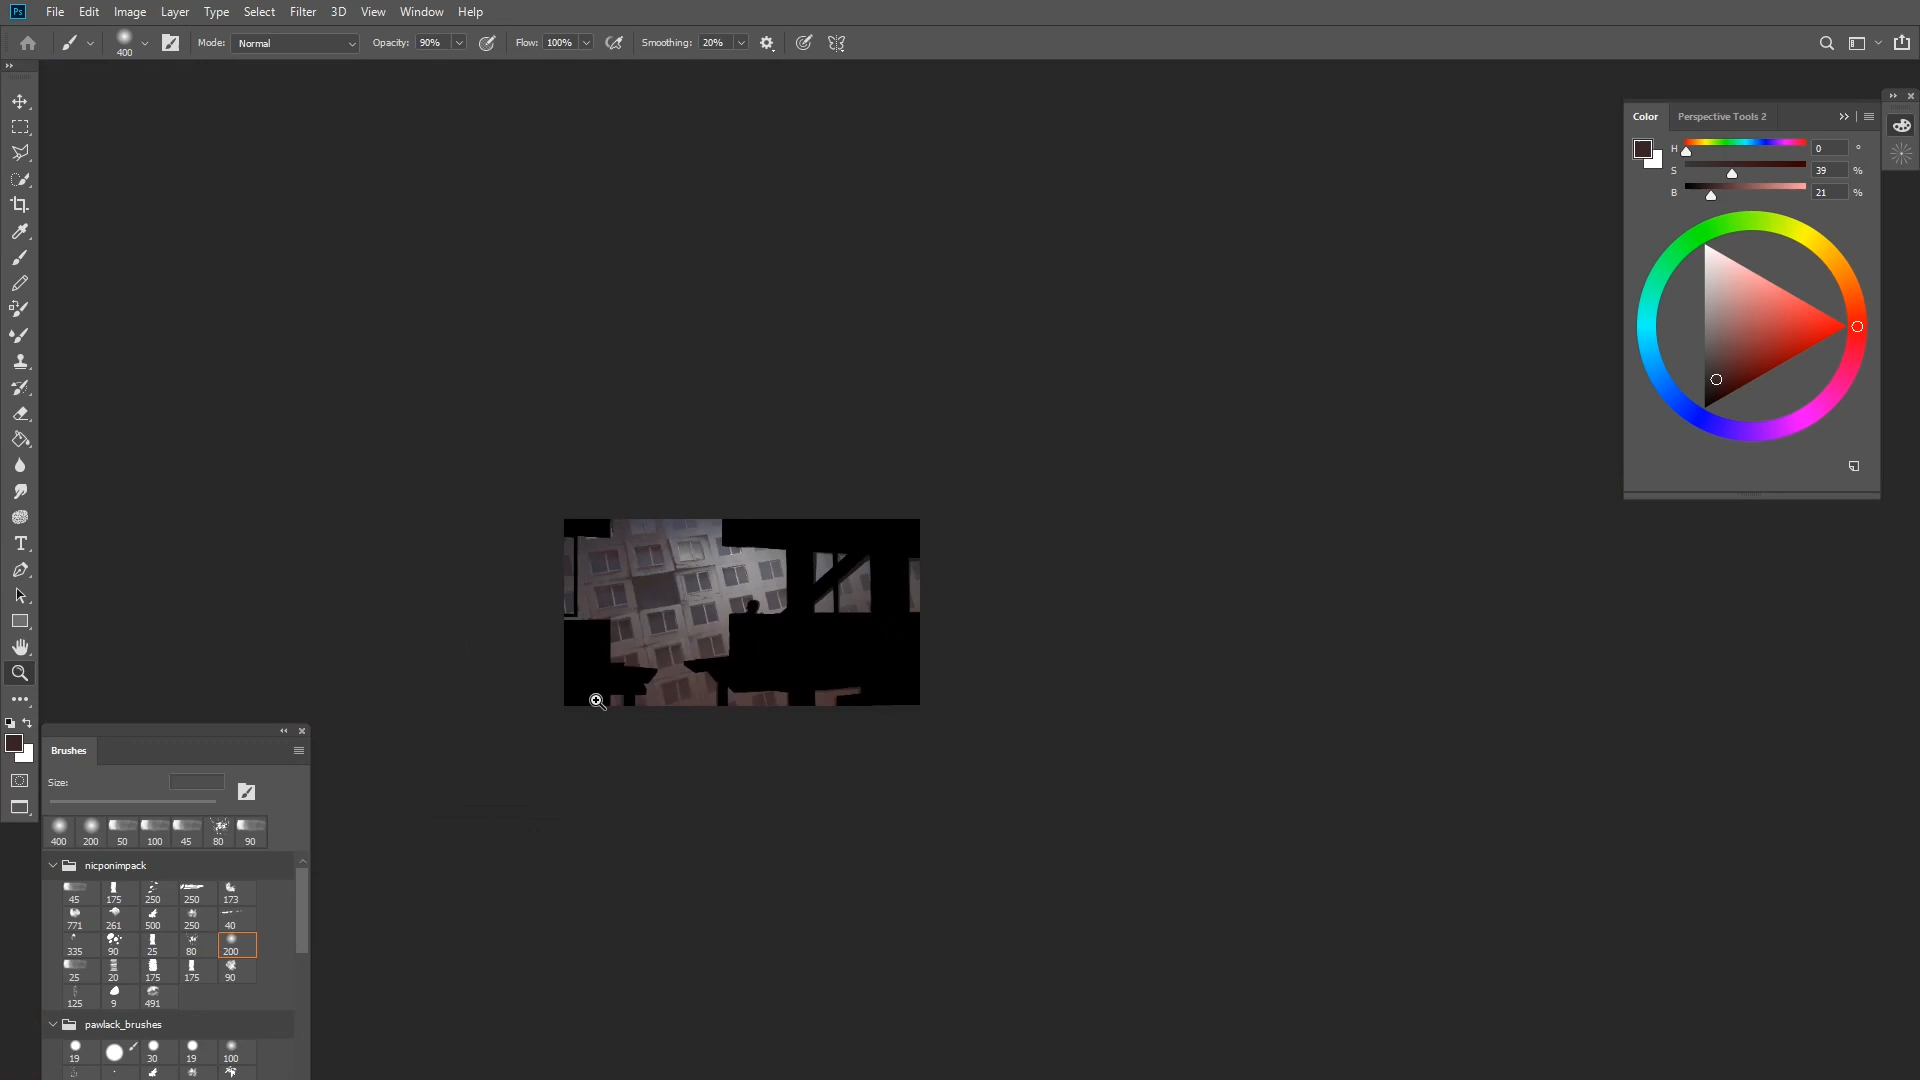 Ps File Edit Image Layer Type Select Filter 3D View Window Help
400 Mode: Normal Opacity: 90% Flow: 100% Smoothing: 20%
Color Perspective Tools 2
H 0 °
S 39 %
B 21 %
Brushes
Size:
400 200 50 100 45 80 90
nicponimpack
45 175 250 250 173
771 261 500 250 40
335 90 25 80 200
25 20 175 175 90
125 9 491
pawlack_brushes
19 30 19 100